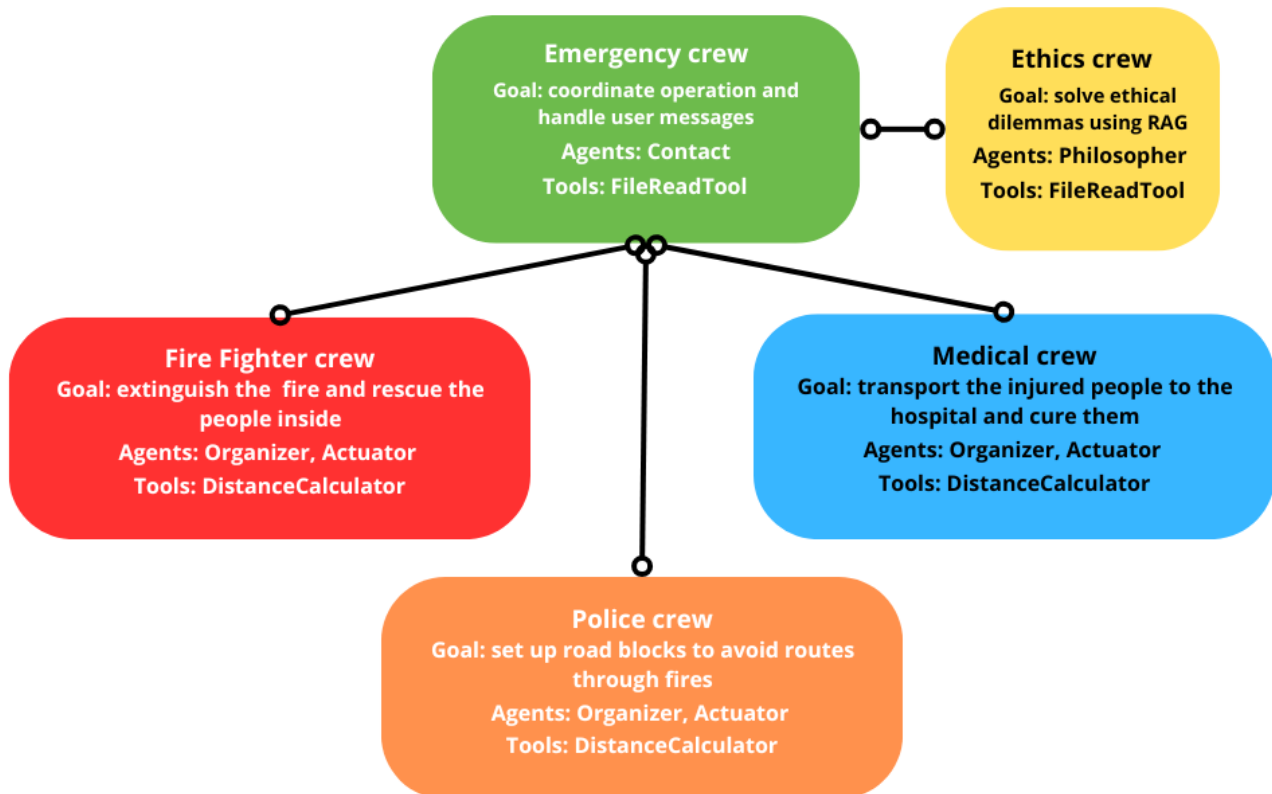 Emergency crew
Goal: coordinate operation and
handle user messages
Agents: Contact
Tools: FileReadTool
Ethics crew
Goal: solve ethical
dilemmas using RAG
Agents: Philosopher
Tools: FileReadTool
Fire Fighter crew
Goal: extinguish the fire and rescue the
people inside
Agents: Organizer, Actuator
Tools: DistanceCalculator
Medical crew
Goal: transport the injured people to the
hospital and cure them
Agents: Organizer, Actuator
Tools: DistanceCalculator
Police crew
Goal: set up road blocks to avoid routes
through fires
Agents: Organizer, Actuator
Tools: DistanceCalculator